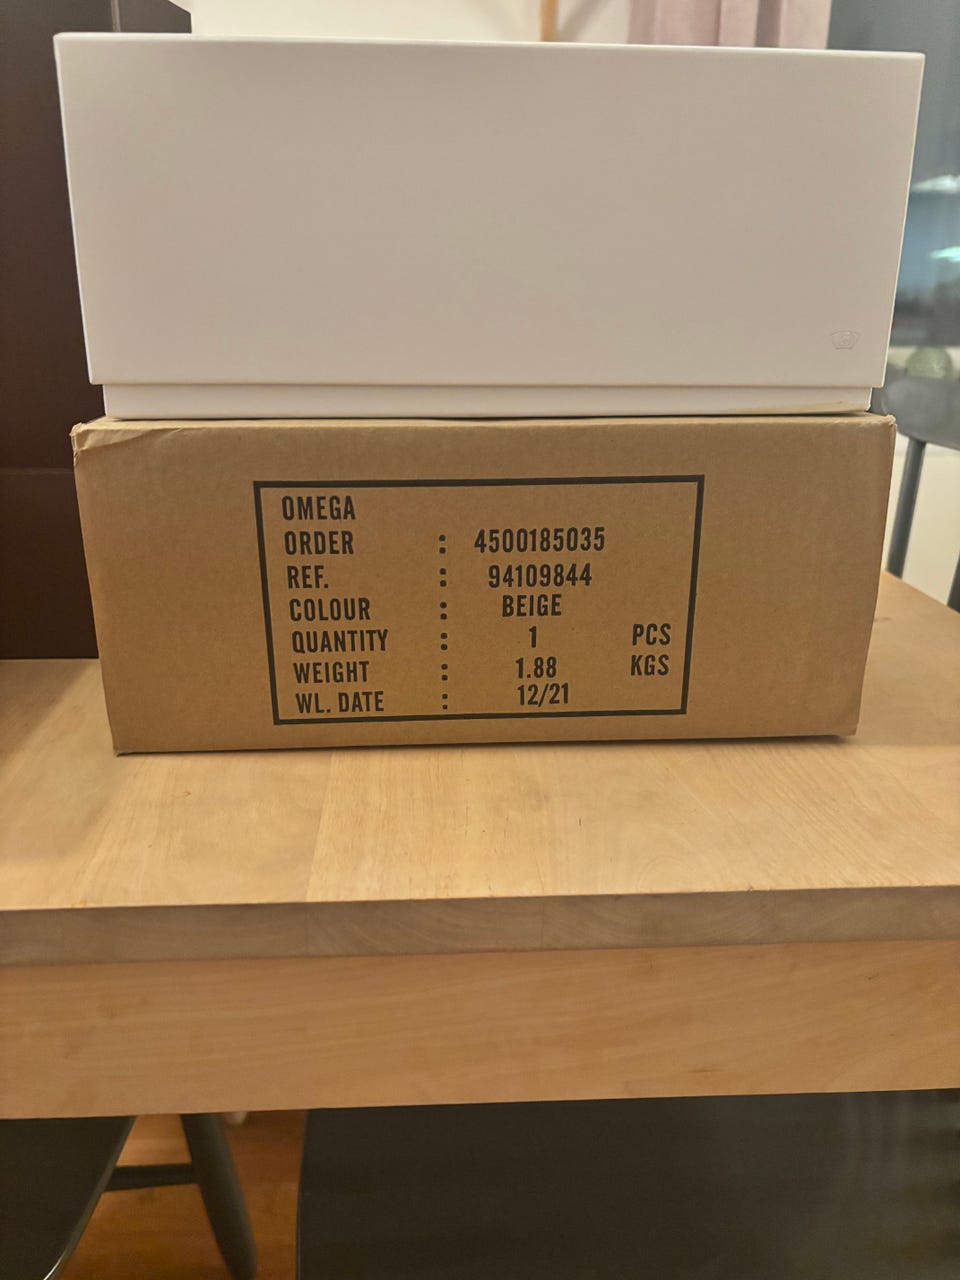 OMEGA
ORDER : 4500185035
REF. : 94109844
COLOUR : BEIGE
QUANTITY : 1 PCS
WEIGHT : 1.88 KGS
WL. DATE : 12/21